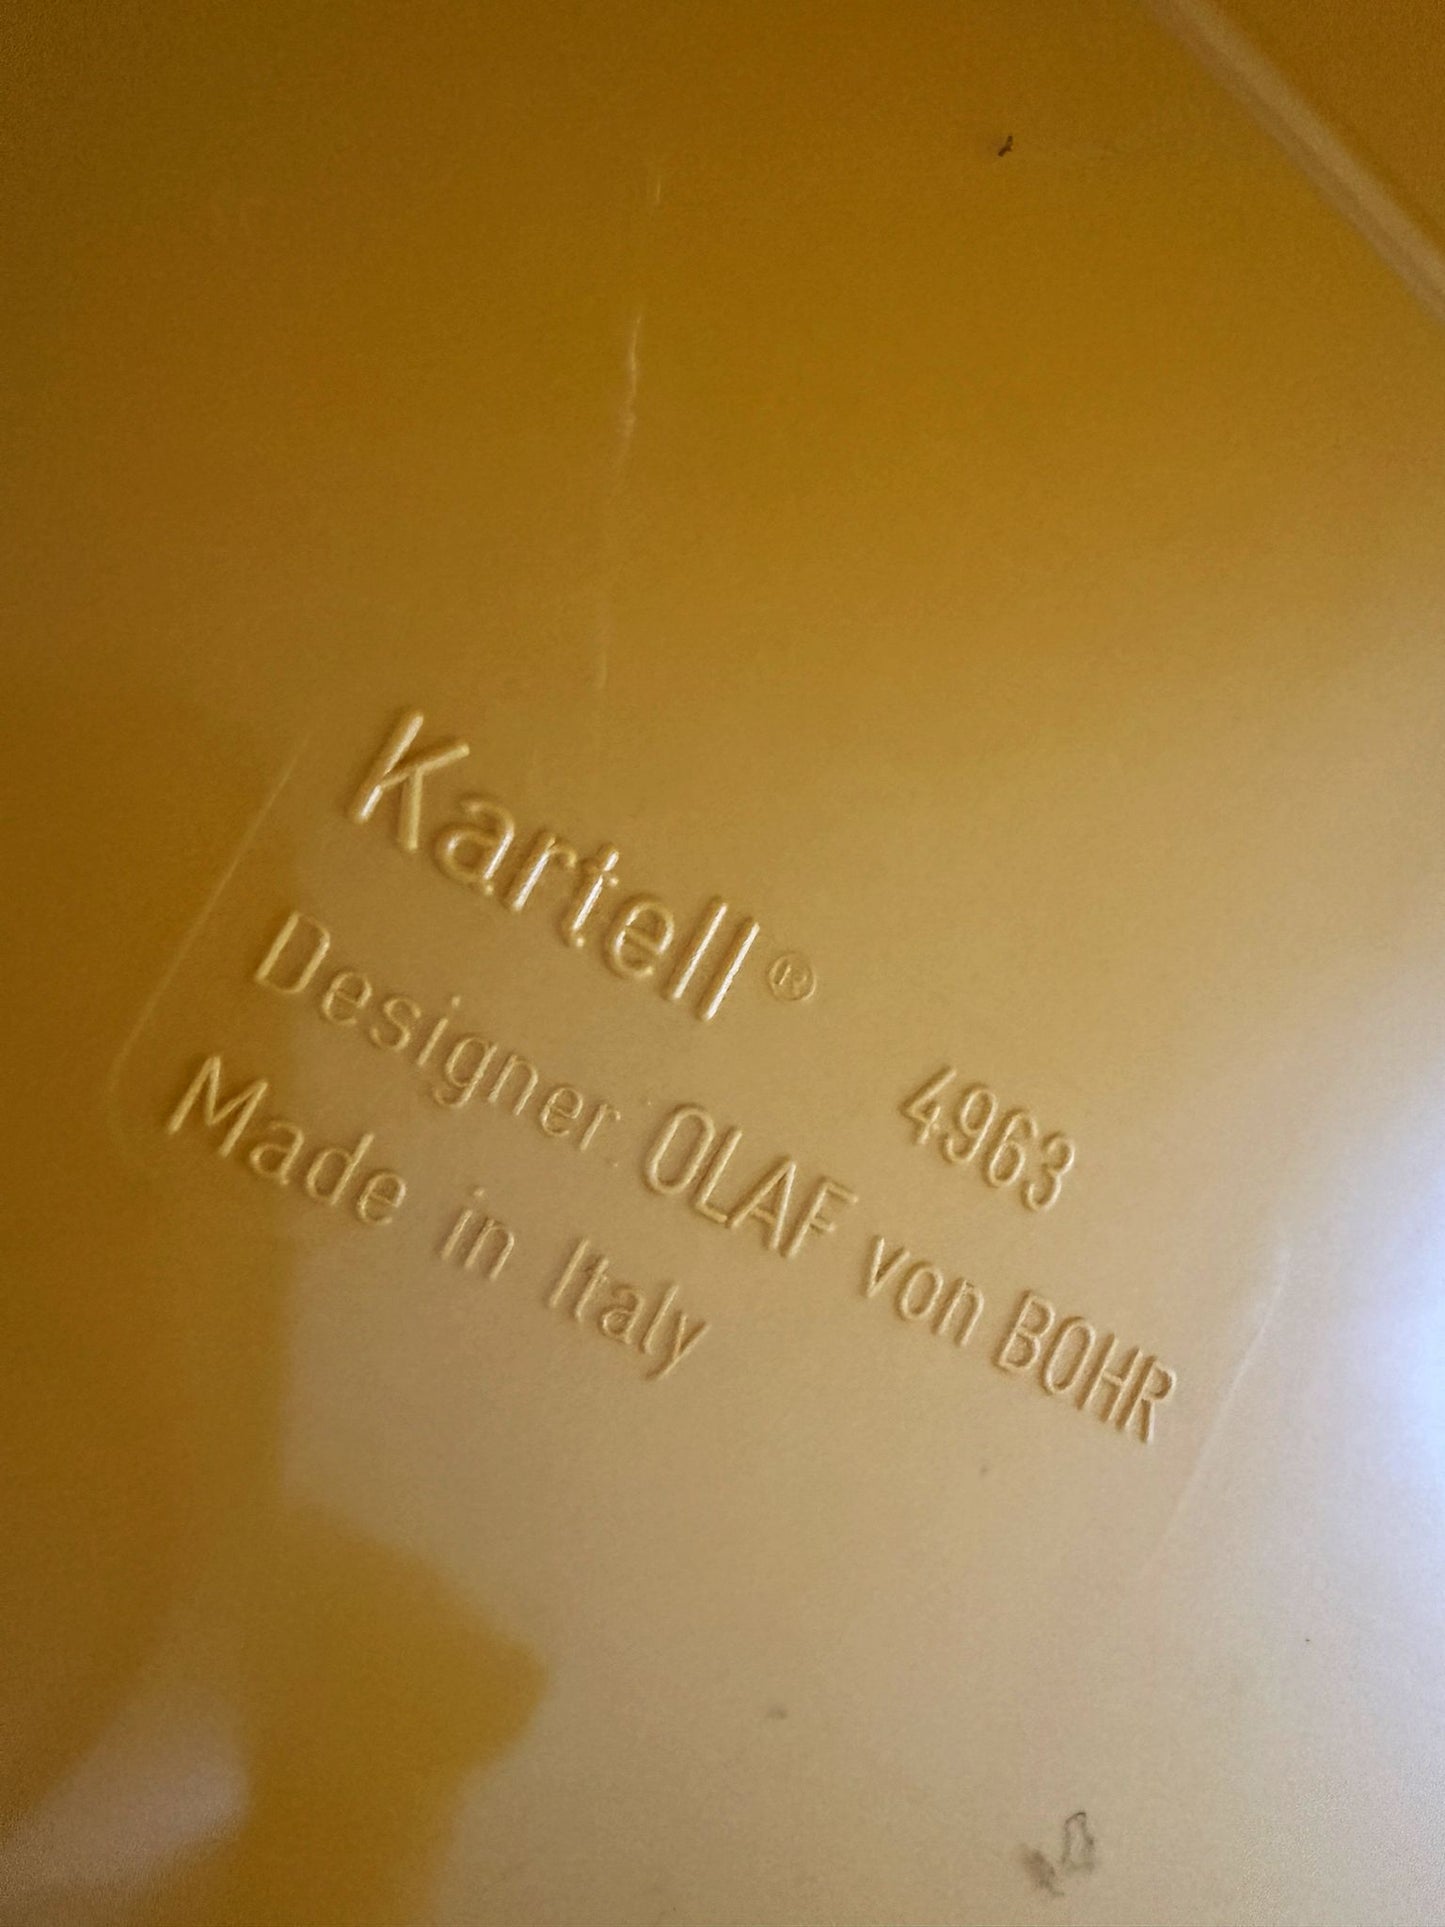 Kartell®
4963
Designer OLAF von BOHR
Made in Italy